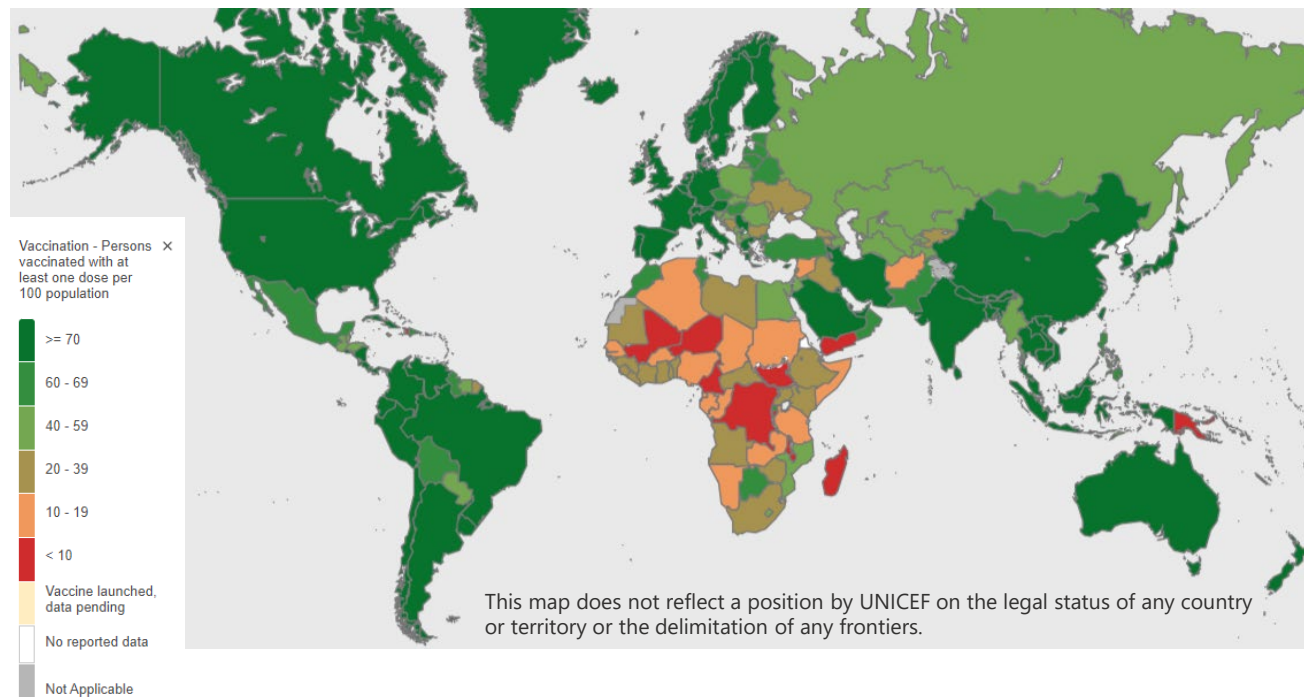 Vaccination - Persons ×
vaccinated with at
least one dose per
100 population
>= 70
60 - 69
40 - 59
20 - 39
10 - 19
< 10
Vaccine launched,
data pending
No reported data
Not Applicable
This map does not reflect a position by UNICEF on the legal status of any country
or territory or the delimitation of any frontiers.